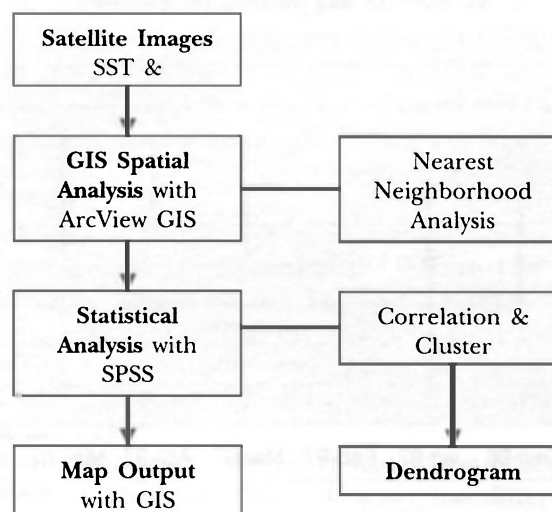 Satellite Images
SST &
GIS Spatial
Analysis with
ArcView GIS
Nearest
Neighborhood
Analysis
Statistical
Analysis with
SPSS
Correlation &
Cluster
Map Output
with GIS
Dendrogram